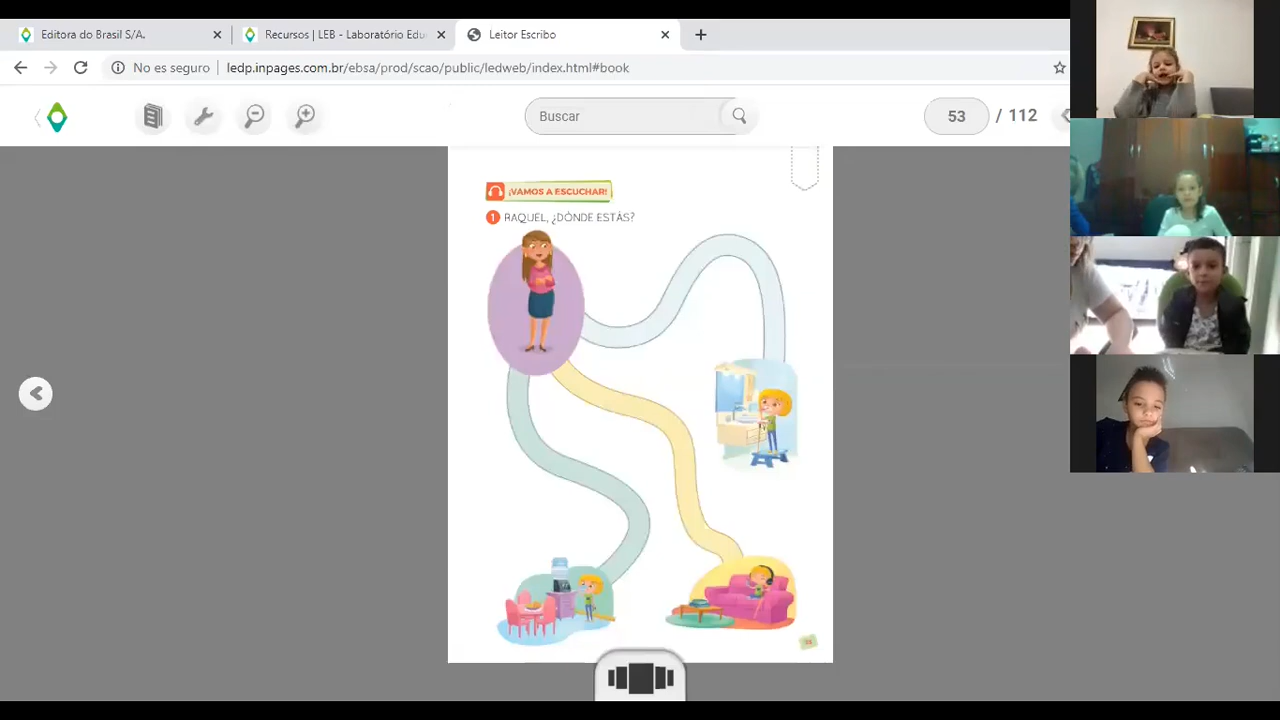 Editora do Brasil S/A.
Recursos | LEB - Laboratório Edu
Leitor Escribo
No es seguro
ledp.inpages.com.br/ebsa/prod/scao/public/ledweb/index.html#book
Buscar
53 / 112
¡VAMOS A ESCUCHAR!
1 RAQUEL, ¿DÓNDE ESTÁS?